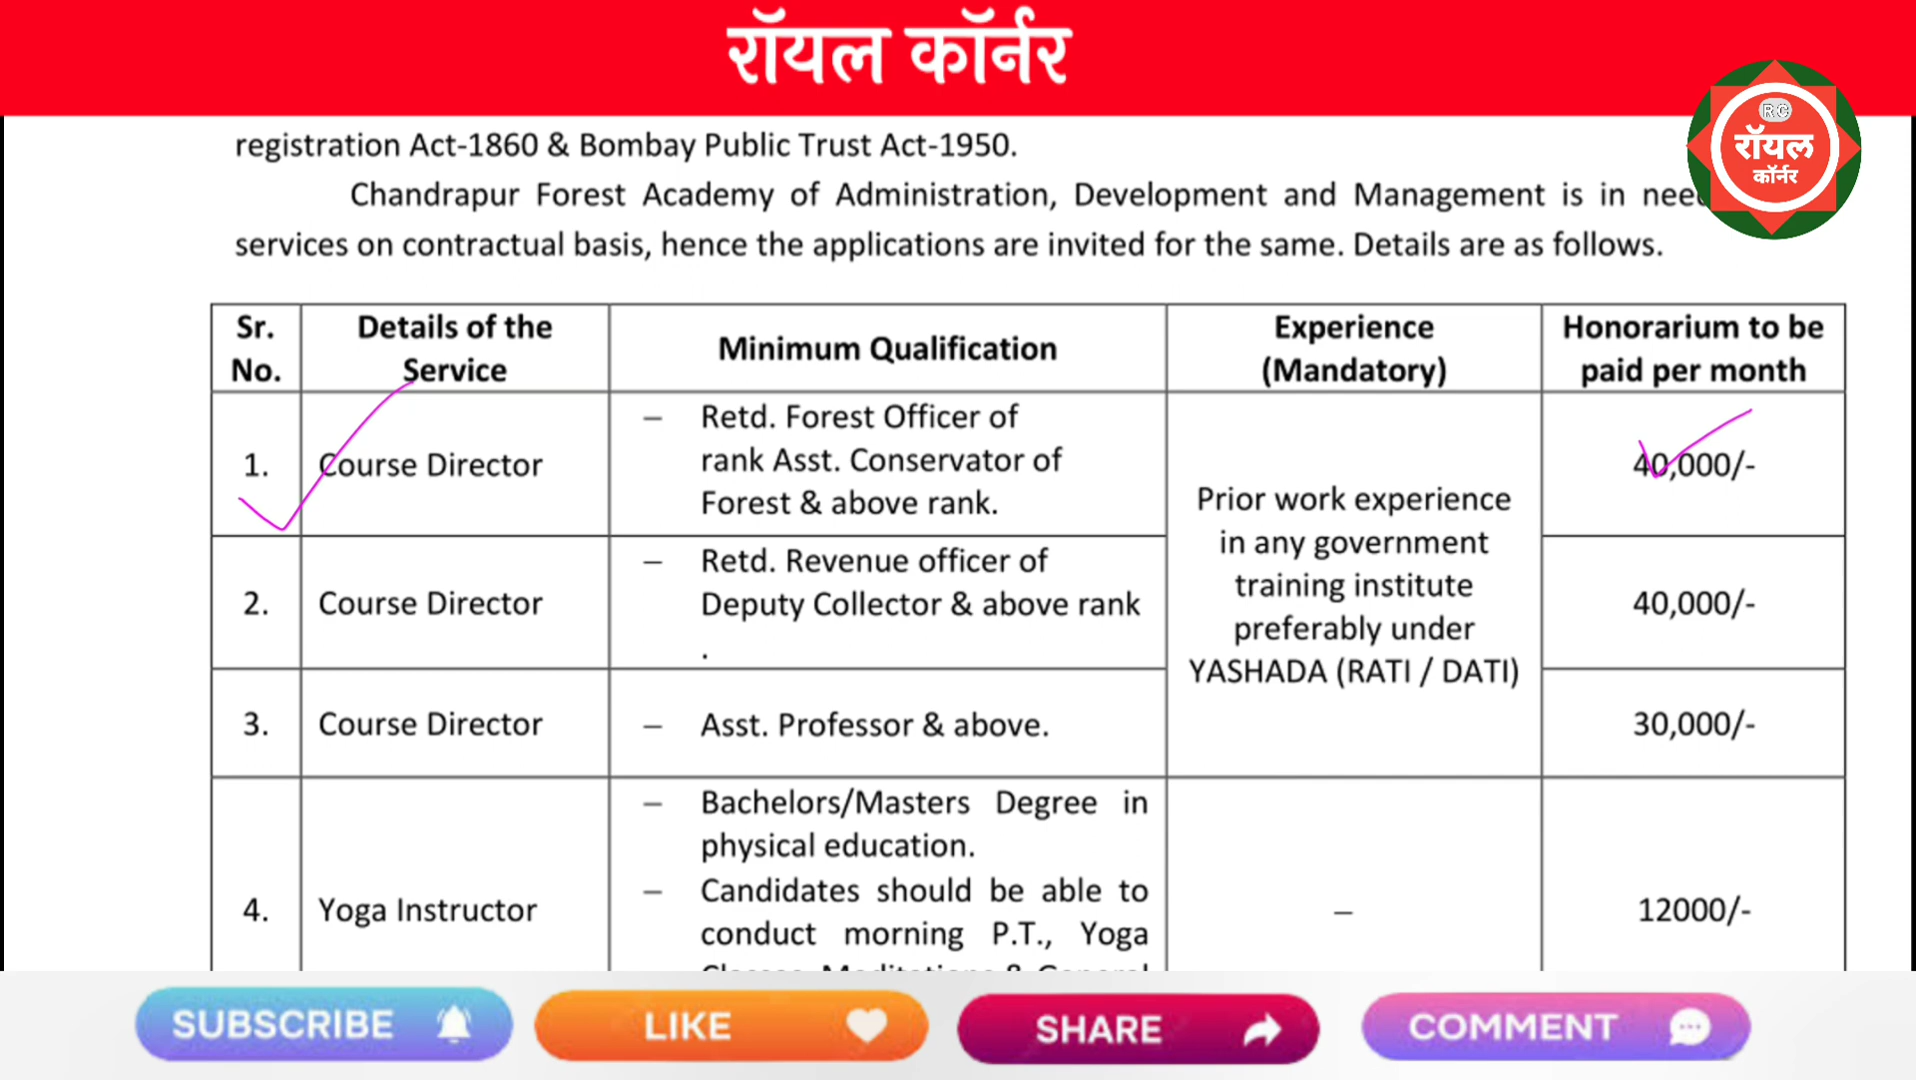 रॉयल कॉर्नर
RC
रॉयल
कॉर्नर
registration Act-1860 & Bombay Public Trust Act-1950.
Chandrapur Forest Academy of Administration, Development and Management is in
services on contractual basis, hence the applications are invited for the same. Details are as follows.
Sr. No.
Details of the Service
Minimum Qualification
Experience (Mandatory)
Honorarium to be paid per month
1.
Course Director
– Retd. Forest Officer of
rank Asst. Conservator of
Forest & above rank.
Prior work experience
in any government
training institute
preferably under
YASHADA (RATI / DATI)
40,000/-
2.
Course Director
– Retd. Revenue officer of
Deputy Collector & above rank
.
40,000/-
3.
Course Director
– Asst. Professor & above.
30,000/-
4.
Yoga Instructor
– Bachelors/Masters Degree in
physical education.
– Candidates should be able to
conduct morning P.T., Yoga
–
12000/-
SUBSCRIBE
LIKE
SHARE
COMMENT